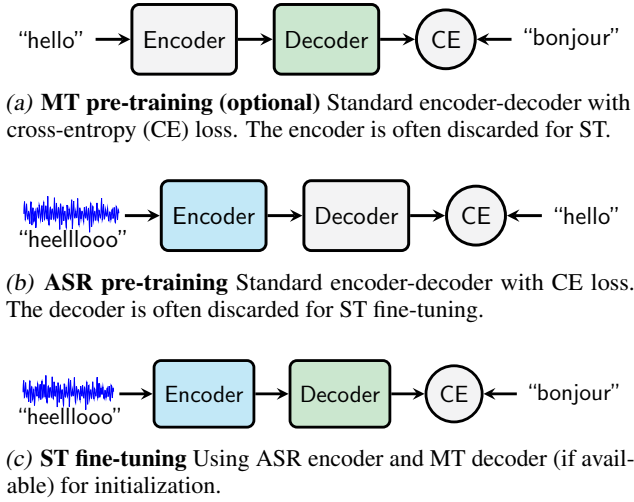 "hello" Encoder Decoder CE "bonjour"
(a) MT pre-training (optional) Standard encoder-decoder with
cross-entropy (CE) loss. The encoder is often discarded for ST.
Encoder Decoder CE "hello"
"heelllooo"
(b) ASR pre-training Standard encoder-decoder with CE loss.
The decoder is often discarded for ST fine-tuning.
Encoder Decoder CE "bonjour"
"heelllooo"
(c) ST fine-tuning Using ASR encoder and MT decoder (if avail-
able) for initialization.